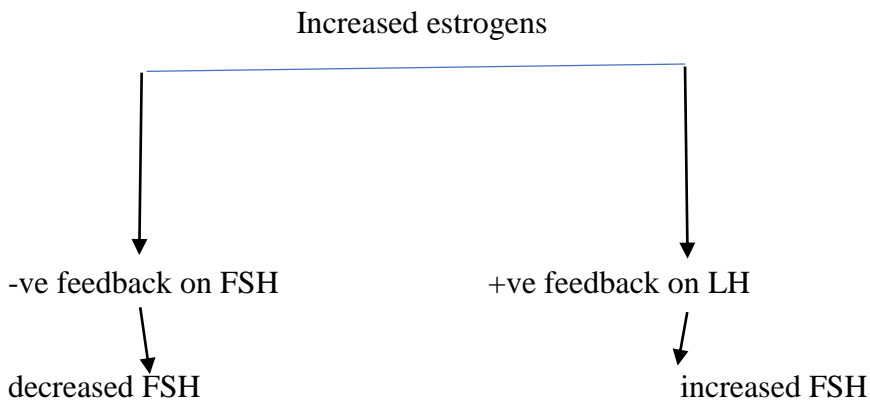 Increased estrogens
-ve feedback on FSH +ve feedback on LH
decreased FSH increased FSH